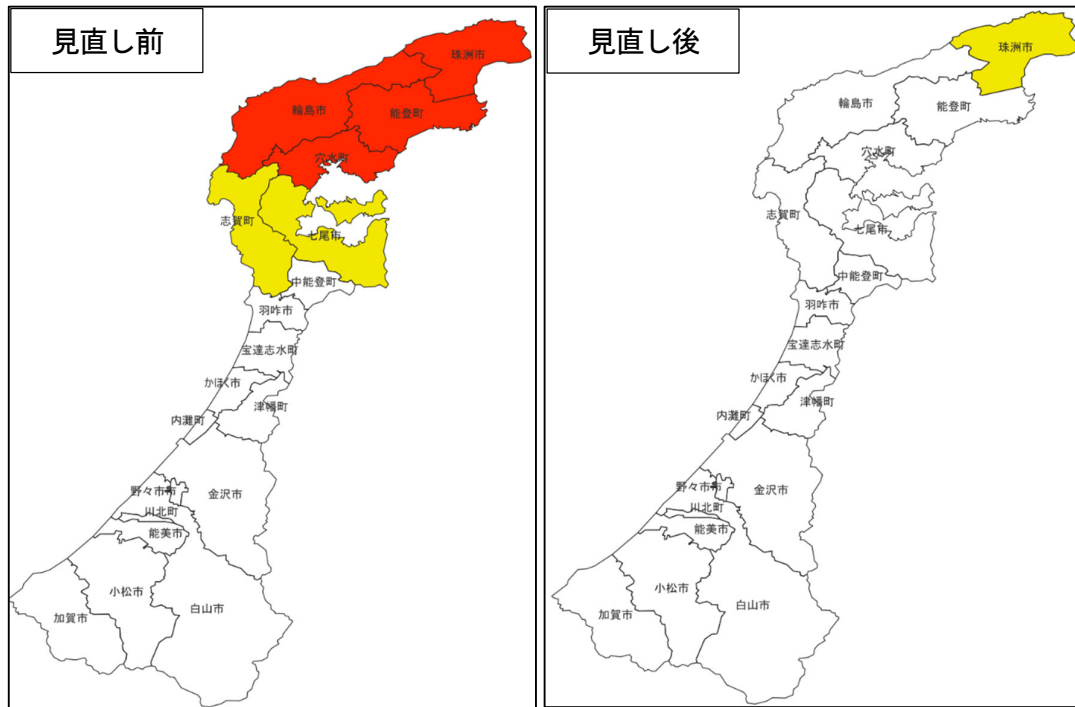 見直し前
珠洲市
輪島市
能登町
穴水町
志賀町
七尾市
中能登町
羽咋市
宝達志水町
かほく市
津幡町
内灘町
金沢市
野々市市
川北町
能美市
小松市
白山市
加賀市
見直し後
珠洲市
輪島市
能登町
穴水町
志賀町
七尾市
中能登町
羽咋市
宝達志水町
かほく市
津幡町
内灘町
金沢市
野々市市
川北町
能美市
小松市
白山市
加賀市